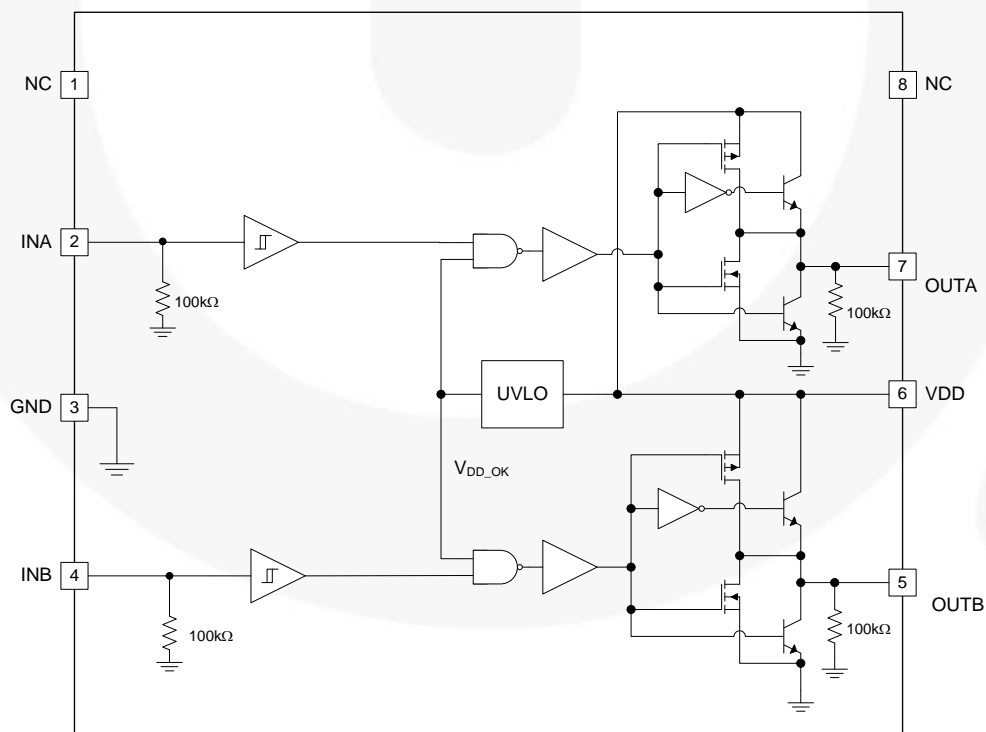 NC 1
8 NC
INA 2
100kΩ
7 OUTA
100kΩ
GND 3
UVLO
6 VDD
VDD_OK
INB 4
100kΩ
5 OUTB
100kΩ